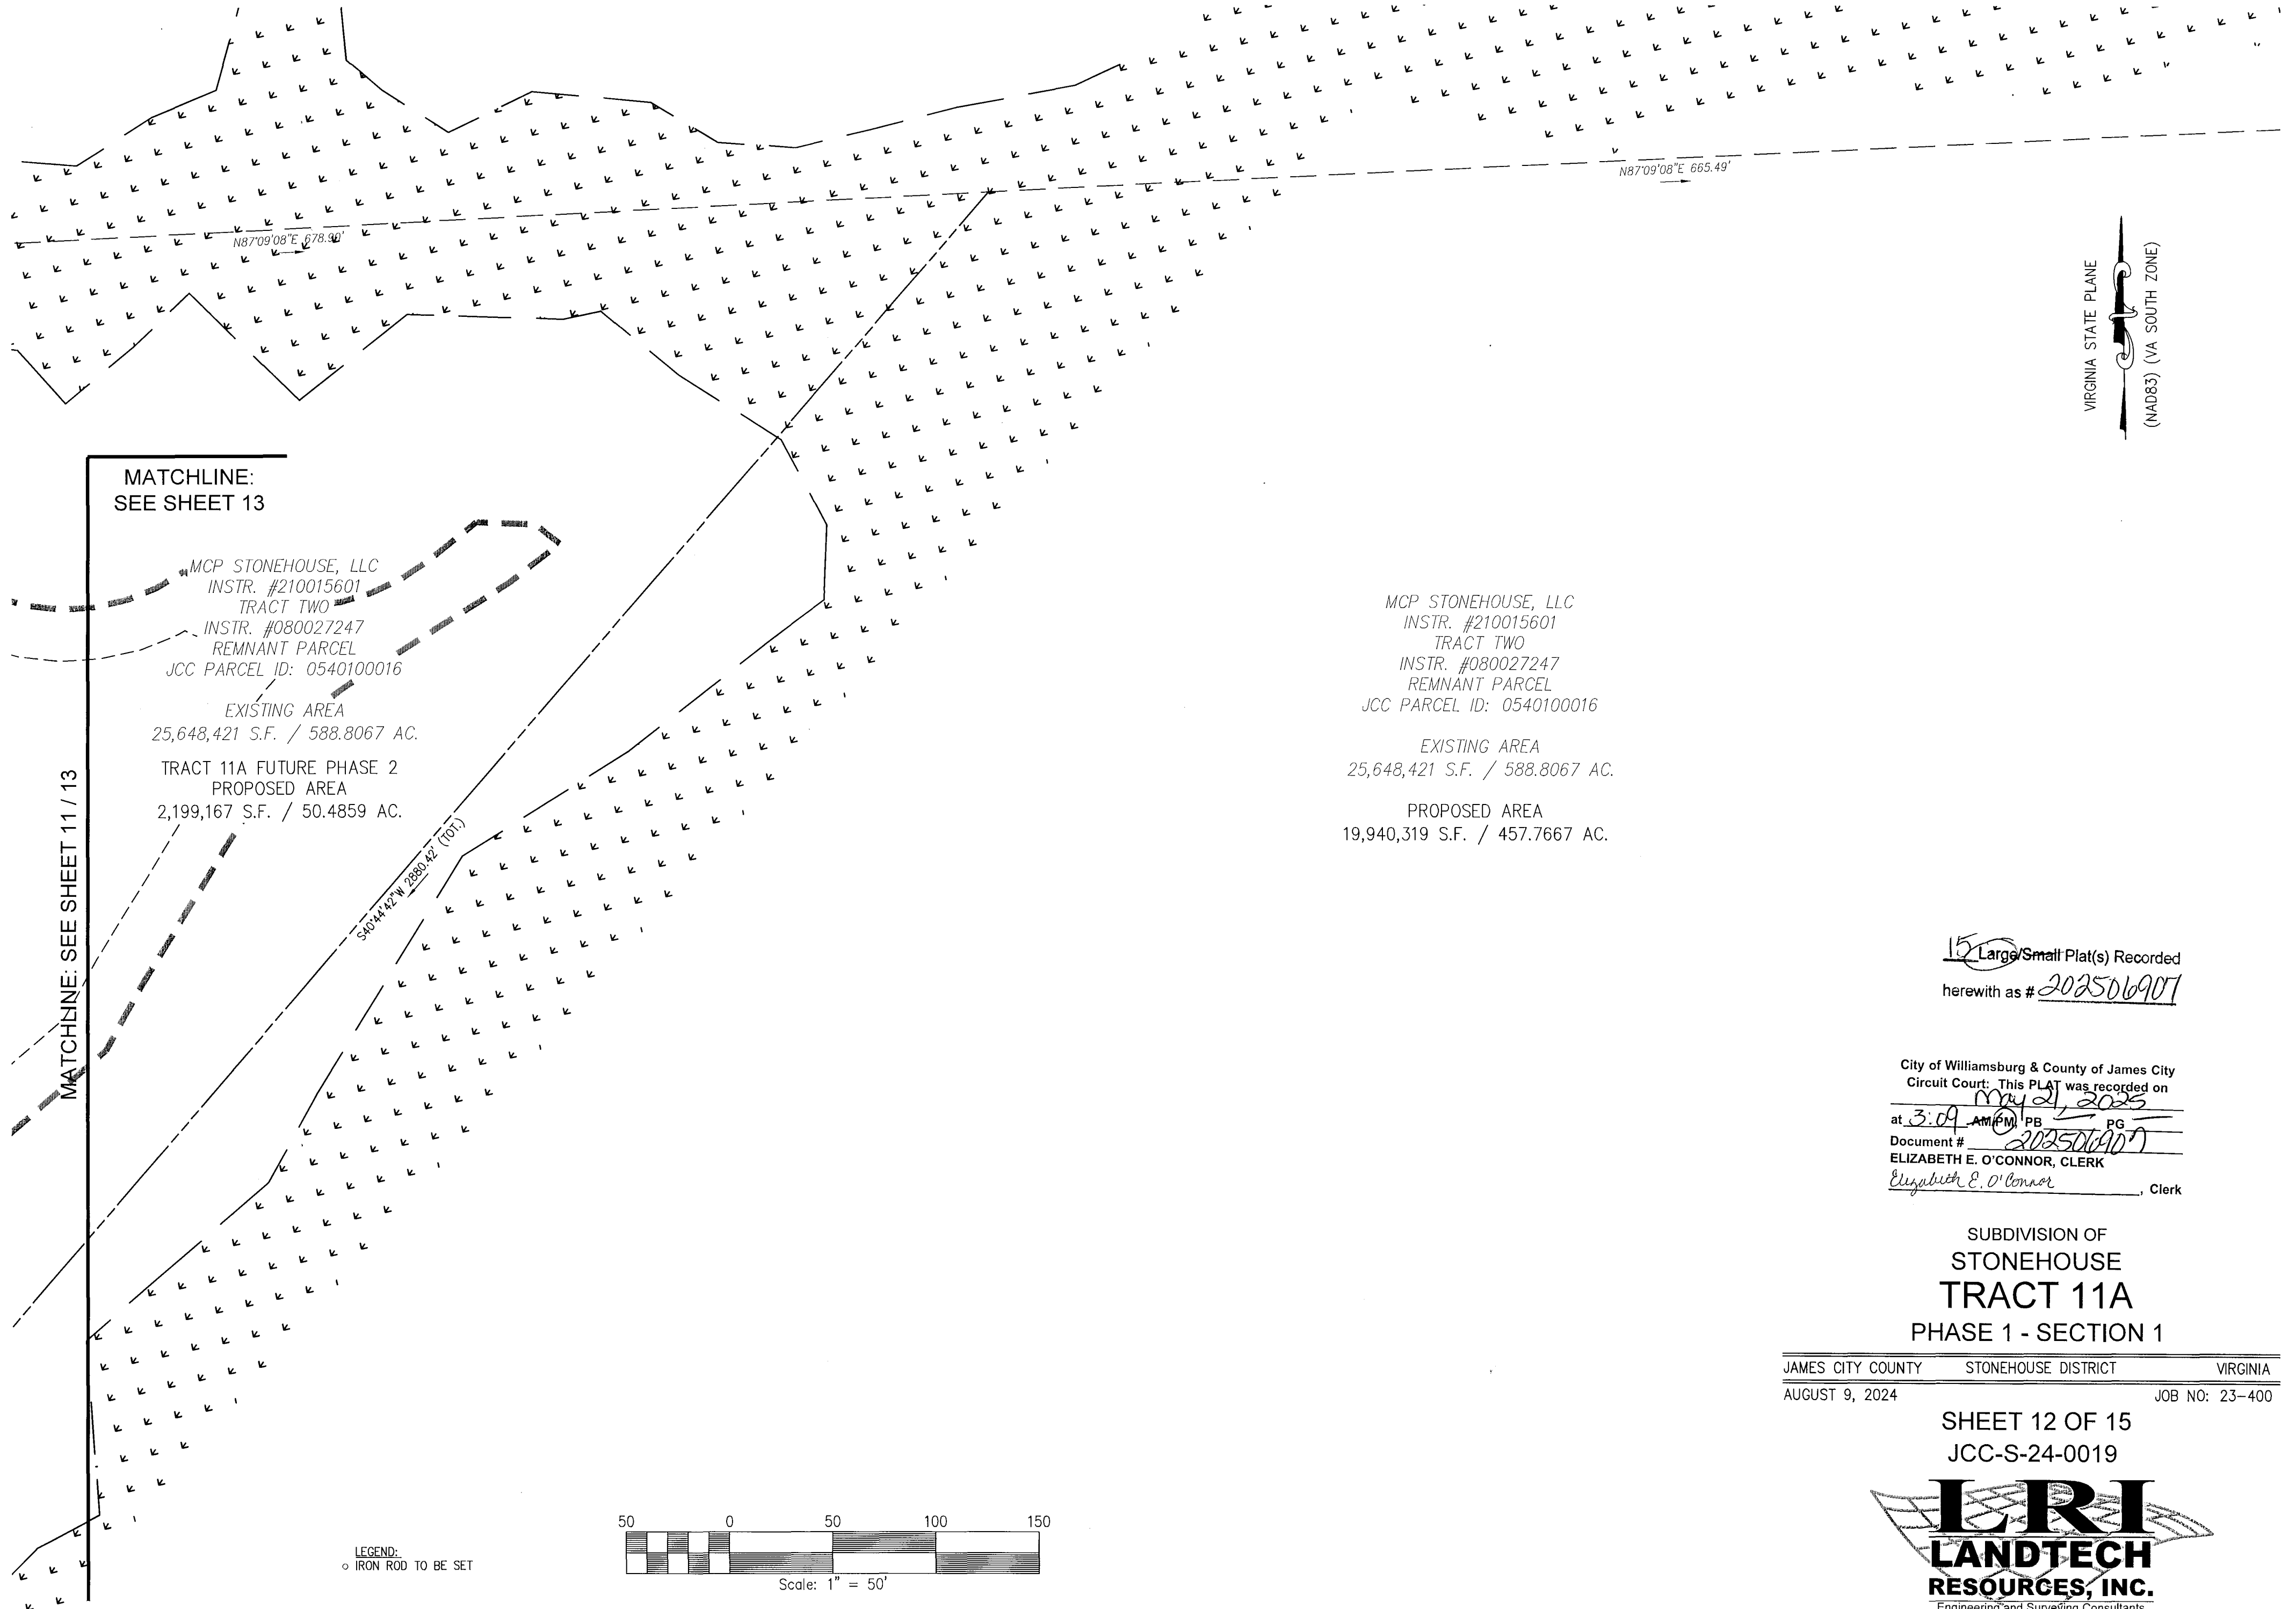 N87°09'08"E 665.49'
N87°09'08"E 678.90'
VIRGINIA STATE PLANE
(NAD83) (VA SOUTH ZONE)
MATCHLINE:
SEE SHEET 13
MCP STONEHOUSE, LLC
INSTR. #210015601
TRACT TWO
INSTR. #080027247
REMNANT PARCEL
JCC PARCEL ID: 0540100016
EXISTING AREA
25,648,421 S.F. / 588.8067 AC.
TRACT 11A FUTURE PHASE 2
PROPOSED AREA
2,199,167 S.F. / 50.4859 AC.
MATCHLINE: SEE SHEET 11 / 13
S40°44'42"W 2880.42' (TOT.)
MCP STONEHOUSE, LLC
INSTR. #210015601
TRACT TWO
INSTR. #080027247
REMNANT PARCEL
JCC PARCEL ID: 0540100016
EXISTING AREA
25,648,421 S.F. / 588.8067 AC.
PROPOSED AREA
19,940,319 S.F. / 457.7667 AC.
15 Large/Small Plat(s) Recorded
herewith as # 202506907
City of Williamsburg & County of James City
Circuit Court: This PLAT was recorded on
May 21, 2025
at 3:09 AM/PM, PB — PG —
Document # 202506907
ELIZABETH E. O'CONNOR, CLERK
Elizabeth E. O'Connor, Clerk
SUBDIVISION OF
STONEHOUSE
TRACT 11A
PHASE 1 - SECTION 1
JAMES CITY COUNTY STONEHOUSE DISTRICT VIRGINIA
AUGUST 9, 2024 JOB NO: 23-400
SHEET 12 OF 15
JCC-S-24-0019
LRI
LANDTECH
RESOURCES, INC.
Engineering and Surveying Consultants
LEGEND:
○ IRON ROD TO BE SET
50 0 50 100 150
Scale: 1" = 50'